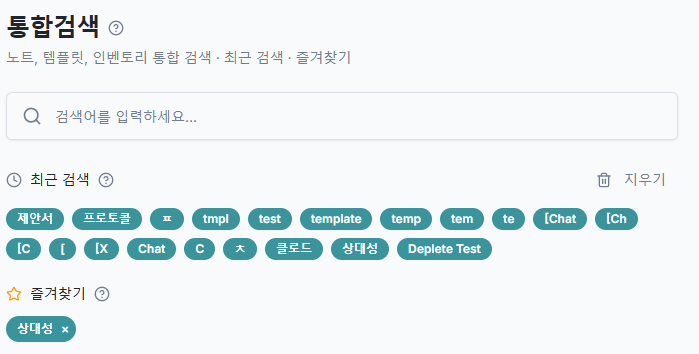 통합검색
노트, 템플릿, 인벤토리 통합 검색 · 최근 검색 · 즐겨찾기
검색어를 입력하세요...
최근 검색 지우기
제안서 프로토콜 ㅍ tmpl test template temp tem te [Chat [Ch
[C [ [X Chat C ㅊ 클로드 상대성 Deplete Test
즐겨찾기
상대성 ×